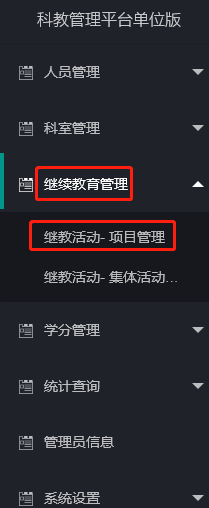 科教管理平台单位版
人员管理
科室管理
继续教育管理
继教活动- 项目管理
继教活动- 集体活动...
学分管理
统计查询
管理员信息
系统设置